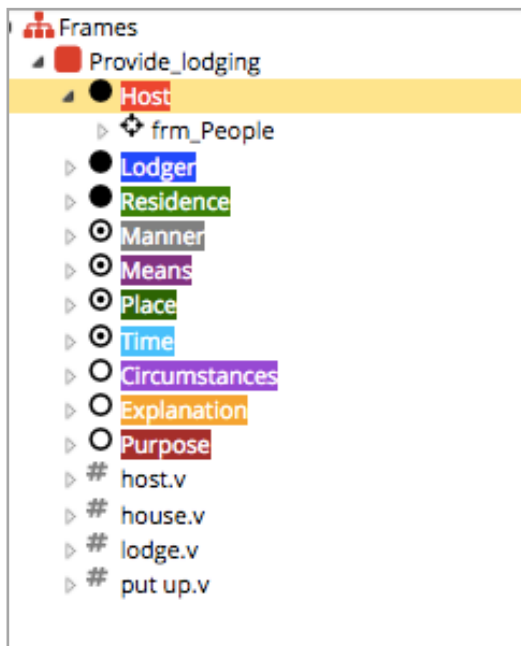 Frames
Provide_lodging
Host
frm_People
Lodger
Residence
Manner
Means
Place
Time
Circumstances
Explanation
Purpose
# host.v
# house.v
# lodge.v
# put up.v